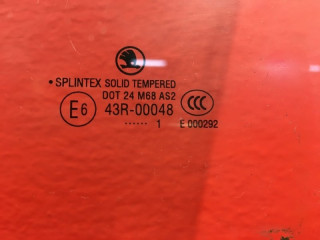 • SPLINTEX SOLID TEMPERED
DOT 24 M68 AS2
E6 43R-00048 CCC
...... 1 E 000292